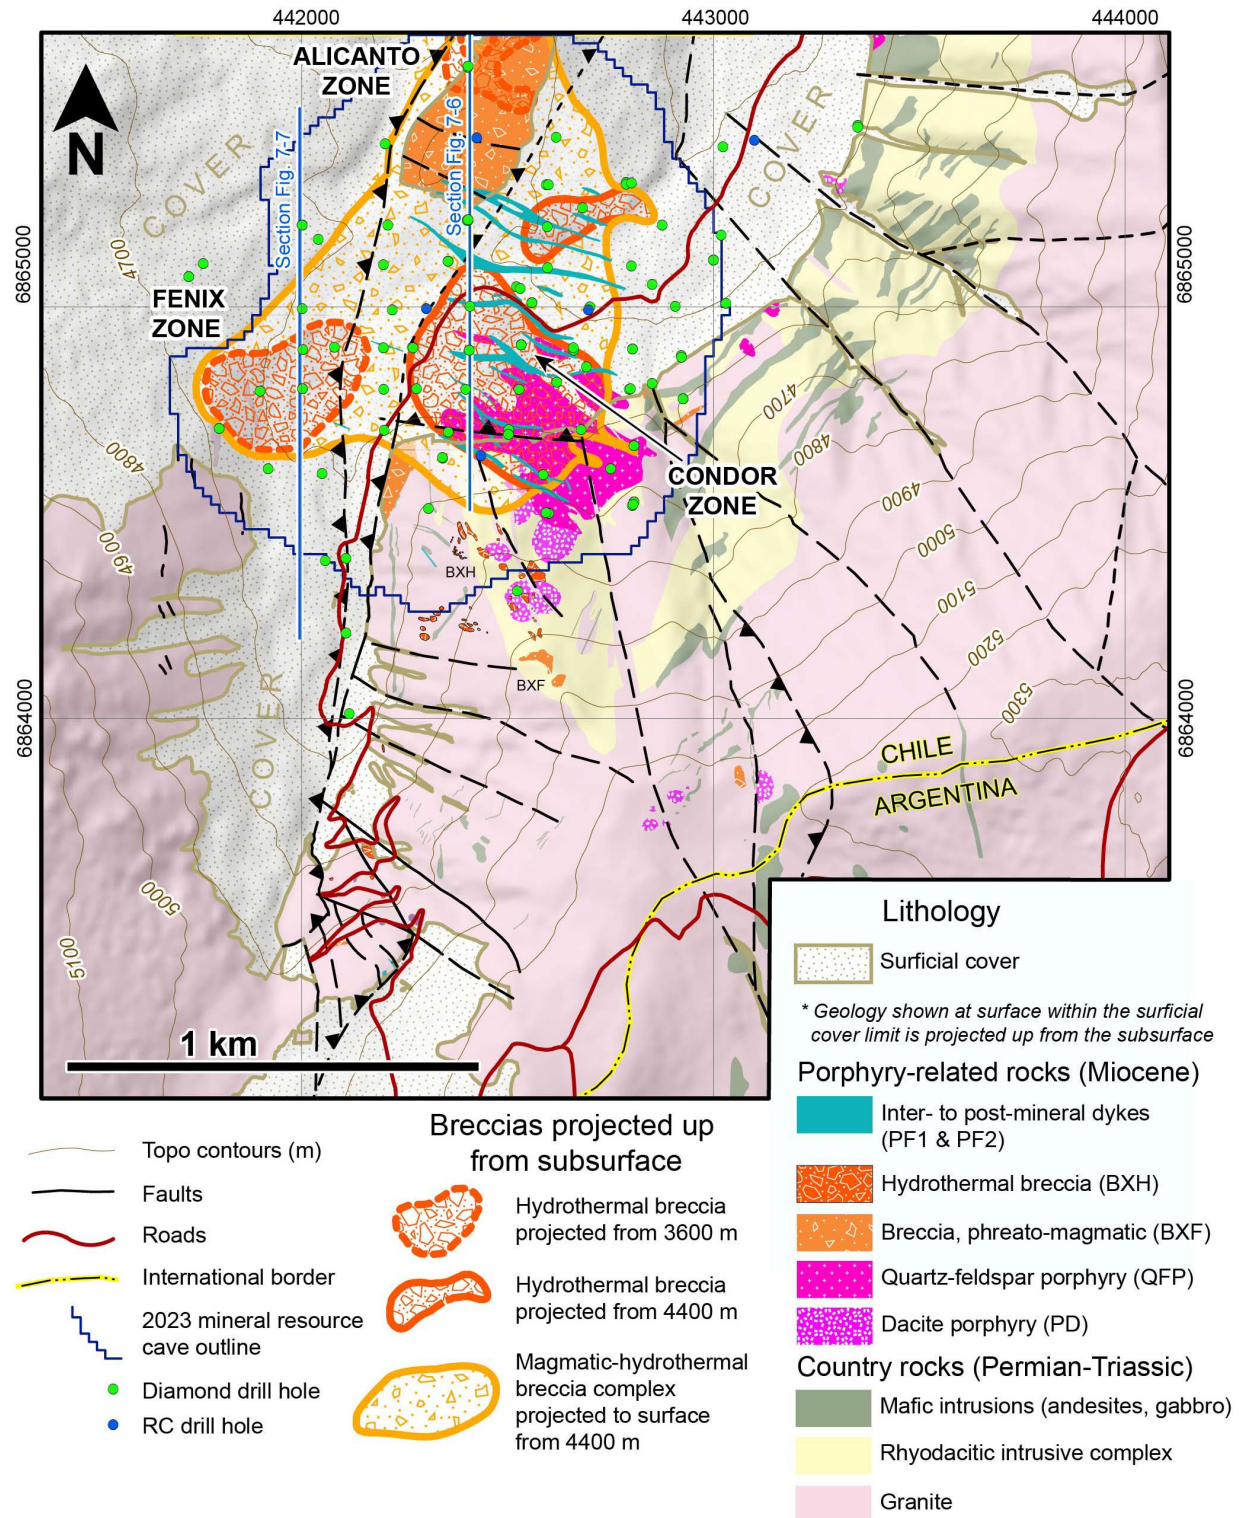 442000
443000
444000
ALICANTO
ZONE
N
COVER
Section Fig. 7-7
Section Fig. 7-6
COVER
6865000
6865000
4700
FENIX
ZONE
4700
4800
4800
4900
CONDOR
ZONE
4900
5000
BXH
5100
5200
BXF
5300
COVER
6864000
6864000
CHILE
ARGENTINA
5000
5100
1 km
Lithology
Surficial cover
* Geology shown at surface within the surficial
cover limit is projected up from the subsurface
Porphyry-related rocks (Miocene)
Inter- to post-mineral dykes
(PF1 & PF2)
Hydrothermal breccia (BXH)
Breccia, phreato-magmatic (BXF)
Quartz-feldspar porphyry (QFP)
Dacite porphyry (PD)
Country rocks (Permian-Triassic)
Mafic intrusions (andesites, gabbro)
Rhyodacitic intrusive complex
Granite
Topo contours (m)
Faults
Roads
International border
2023 mineral resource
cave outline
Diamond drill hole
RC drill hole
Breccias projected up
from subsurface
Hydrothermal breccia
projected from 3600 m
Hydrothermal breccia
projected from 4400 m
Magmatic-hydrothermal
breccia complex
projected to surface
from 4400 m